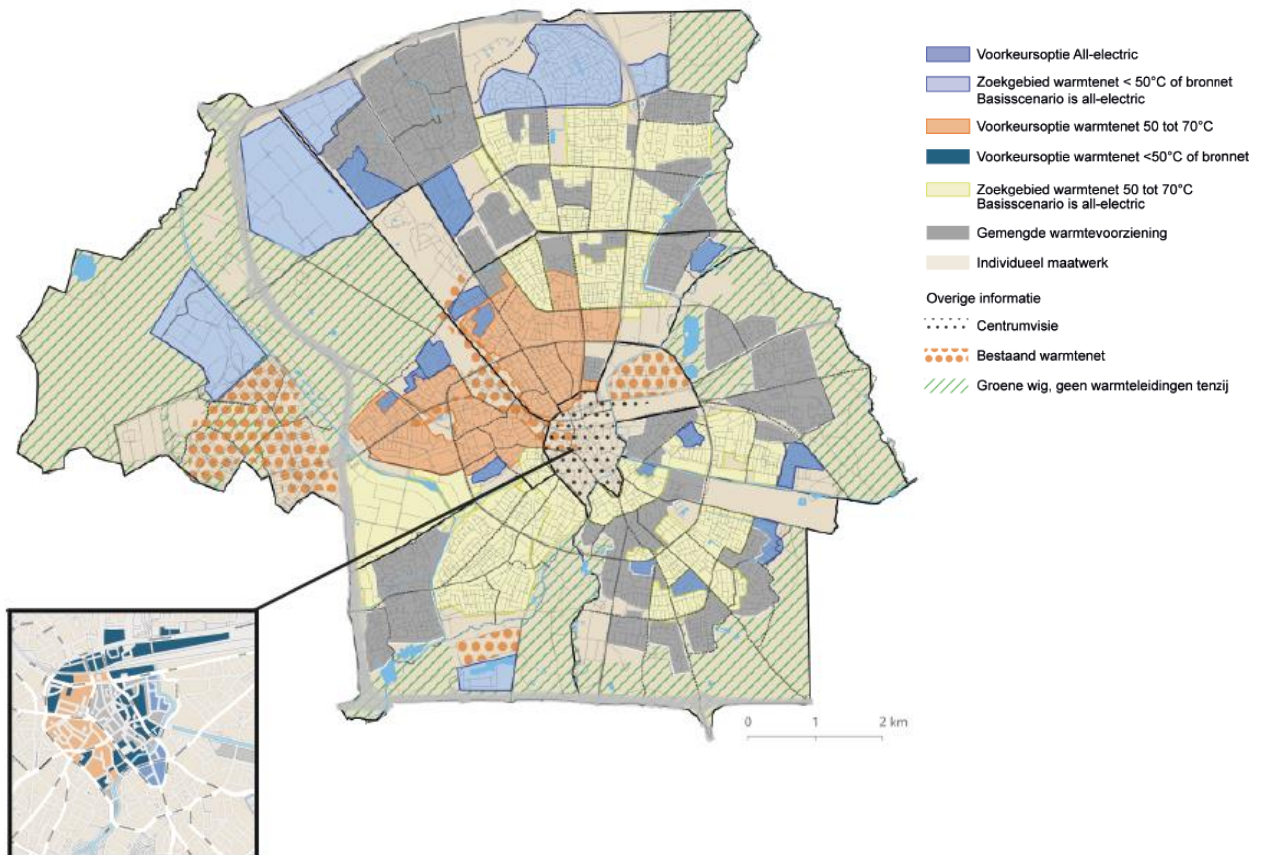 Voorkeursoptie All-electric
Zoekgebied warmtenet < 50°C of bronnet
Basisscenario is all-electric
Voorkeursoptie warmtenet 50 tot 70°C
Voorkeursoptie warmtenet <50°C of bronnet
Zoekgebied warmtenet 50 tot 70°C
Basisscenario is all-electric
Gemengde warmtevoorziening
Individueel maatwerk
Overige informatie
Centrumvisie
Bestaand warmtenet
Groene wig, geen warmteleidingen tenzij
0 1 2 km